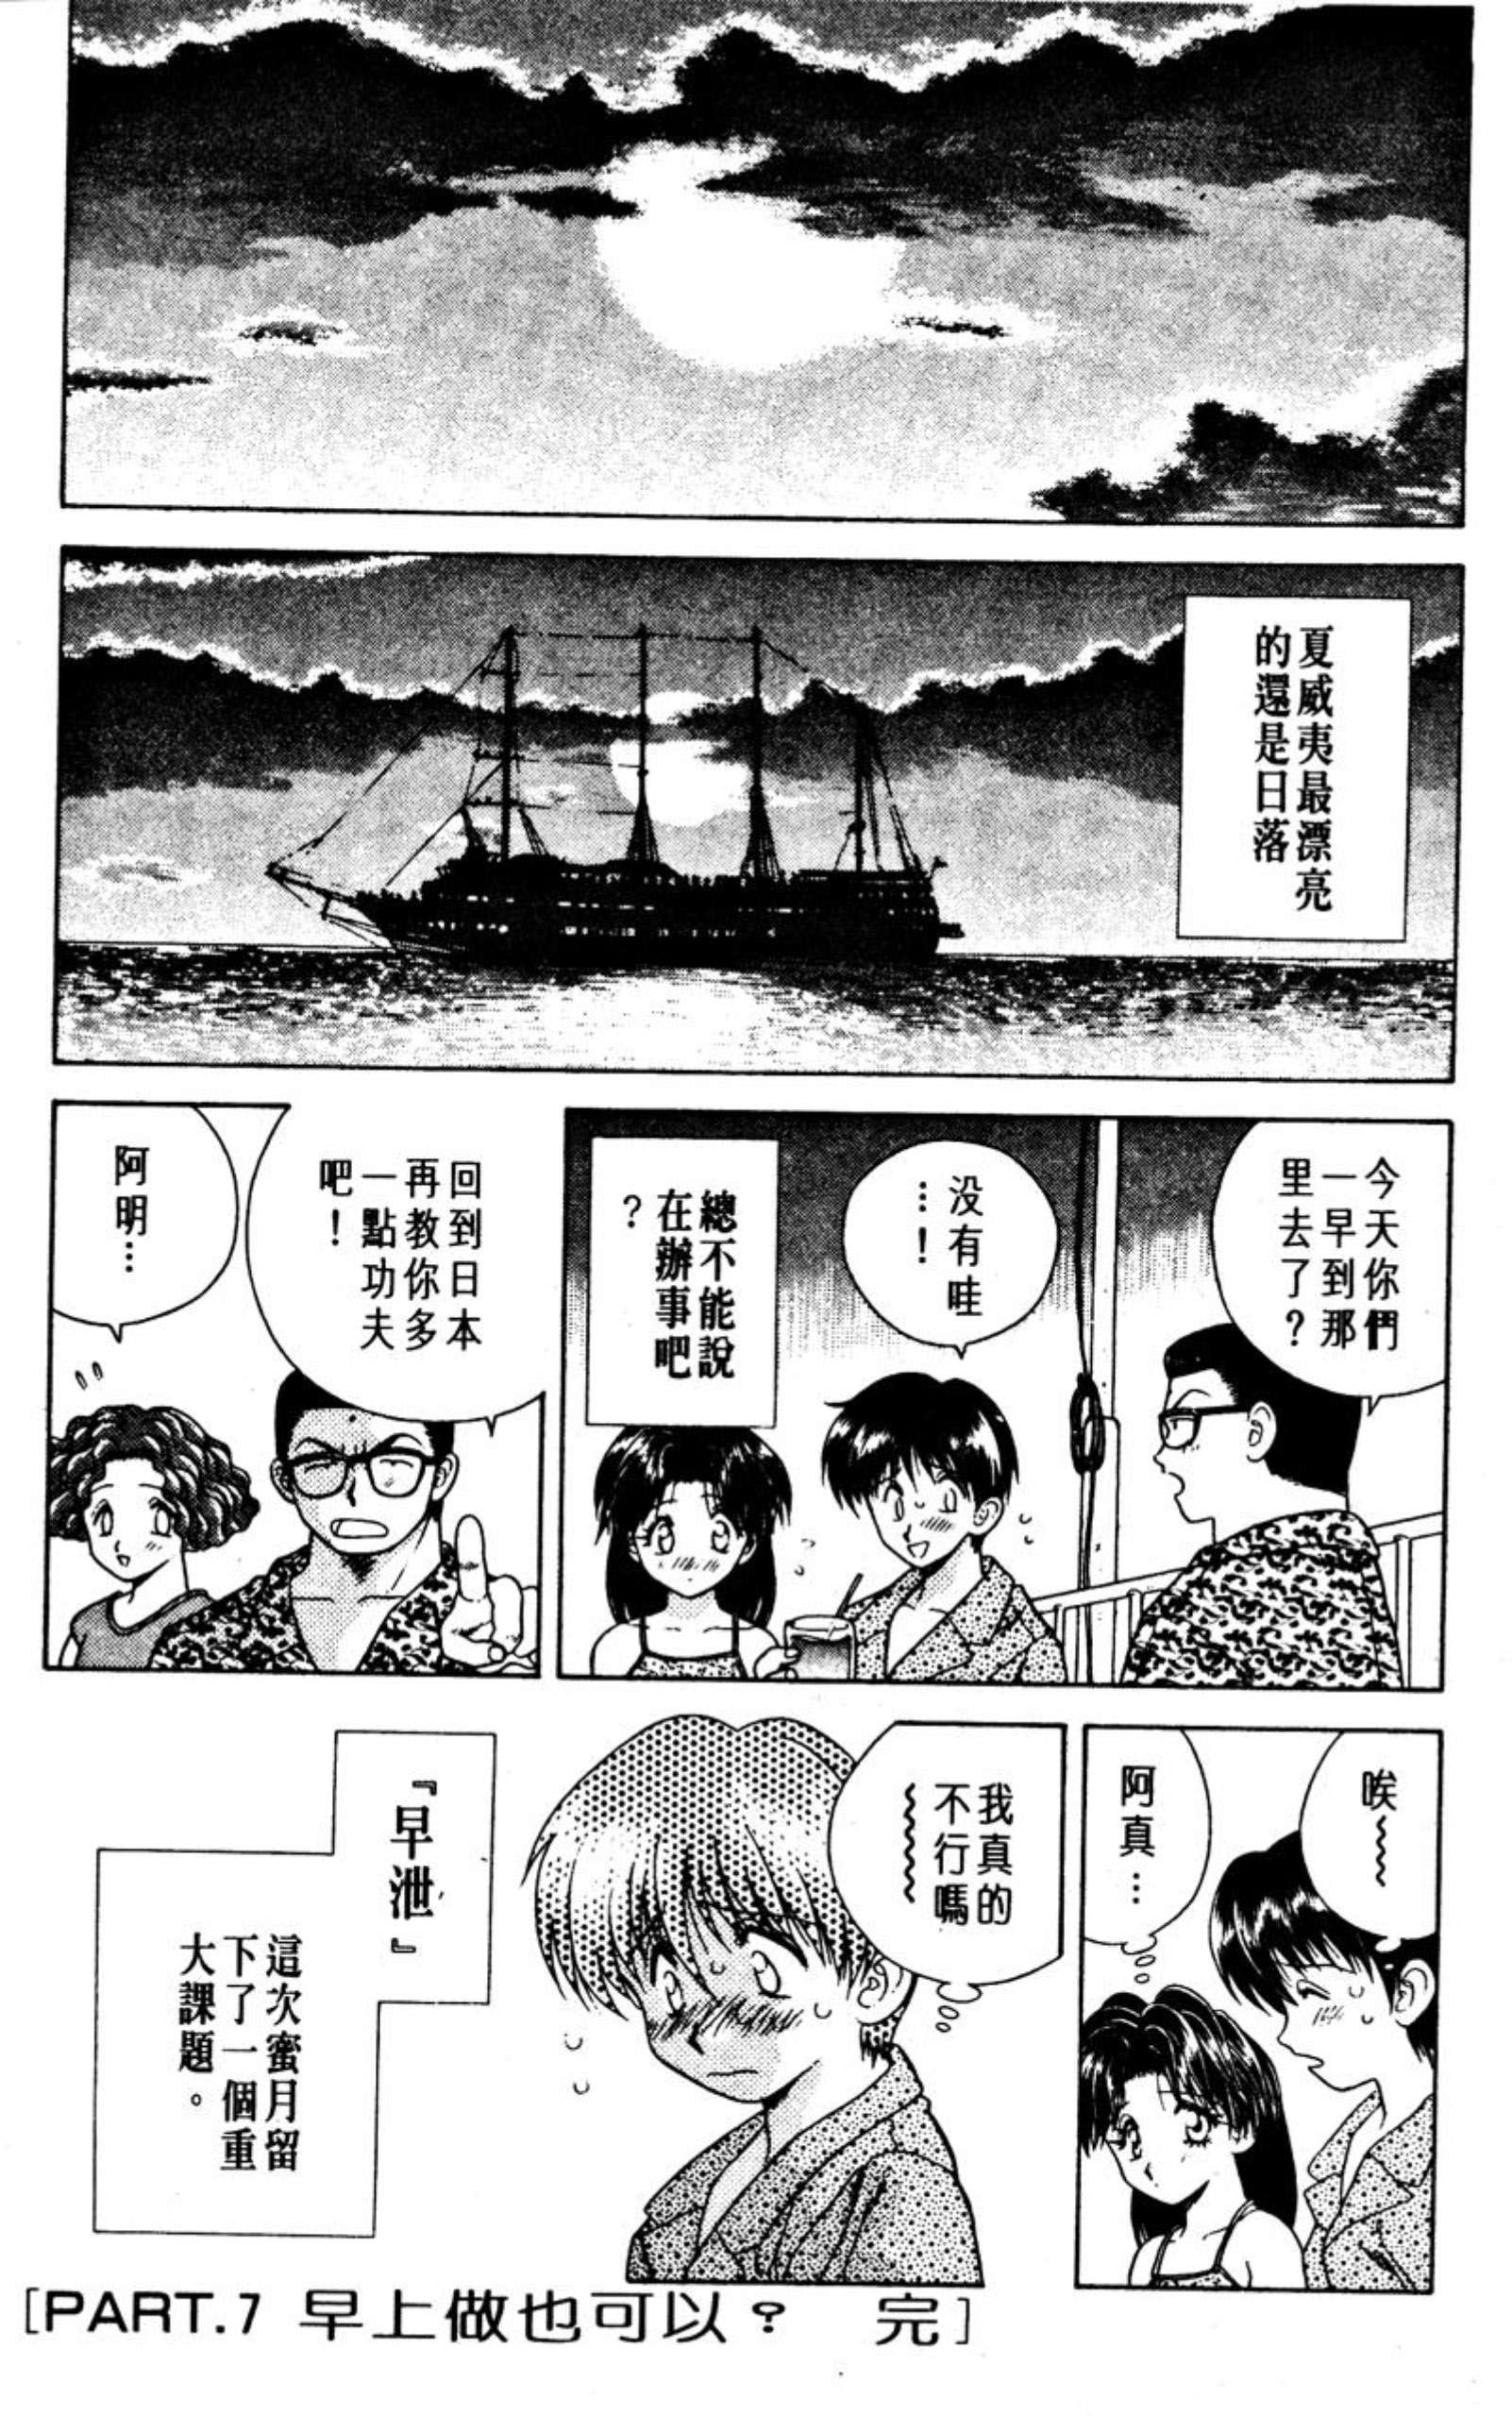 夏威夷最漂亮
的還是日落
今天你們
一早到那
里去了？
没有哇
…！
總不能說
在辦事吧
？
回到日本
再教你多
一點功夫
吧！
阿明…
唉～～
阿真…
我真的
不行嗎
～～～
『早泄』
這次蜜月留
下了一個重
大課題。
[PART.7 早上做也可以？ 完]